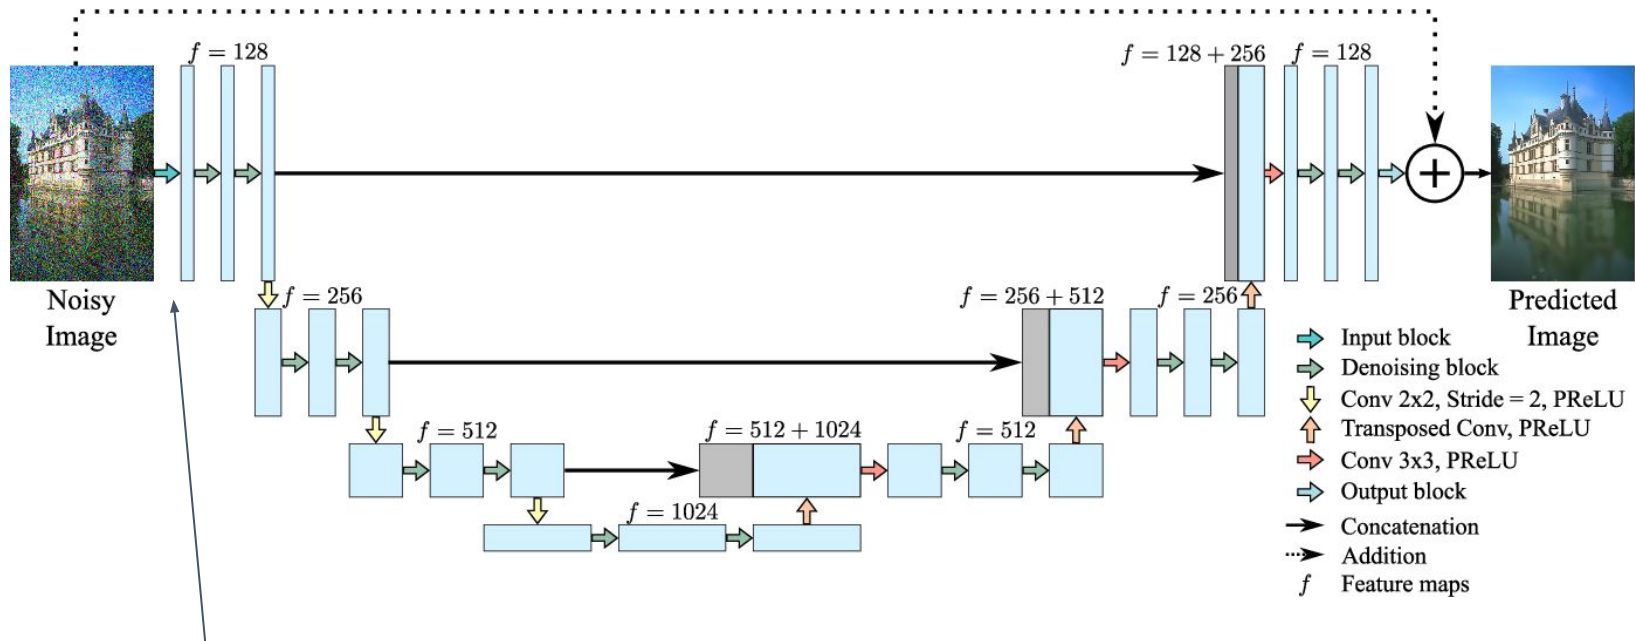 f = 128
f = 128 + 256
f = 128
Noisy
Image
f = 256
f = 256 + 512
f = 256
Predicted
Image
f = 512
f = 512 + 1024
f = 512
f = 1024
Input block
Denoising block
Conv 2x2, Stride = 2, PReLU
Transposed Conv, PReLU
Conv 3x3, PReLU
Output block
Concatenation
Addition
f Feature maps